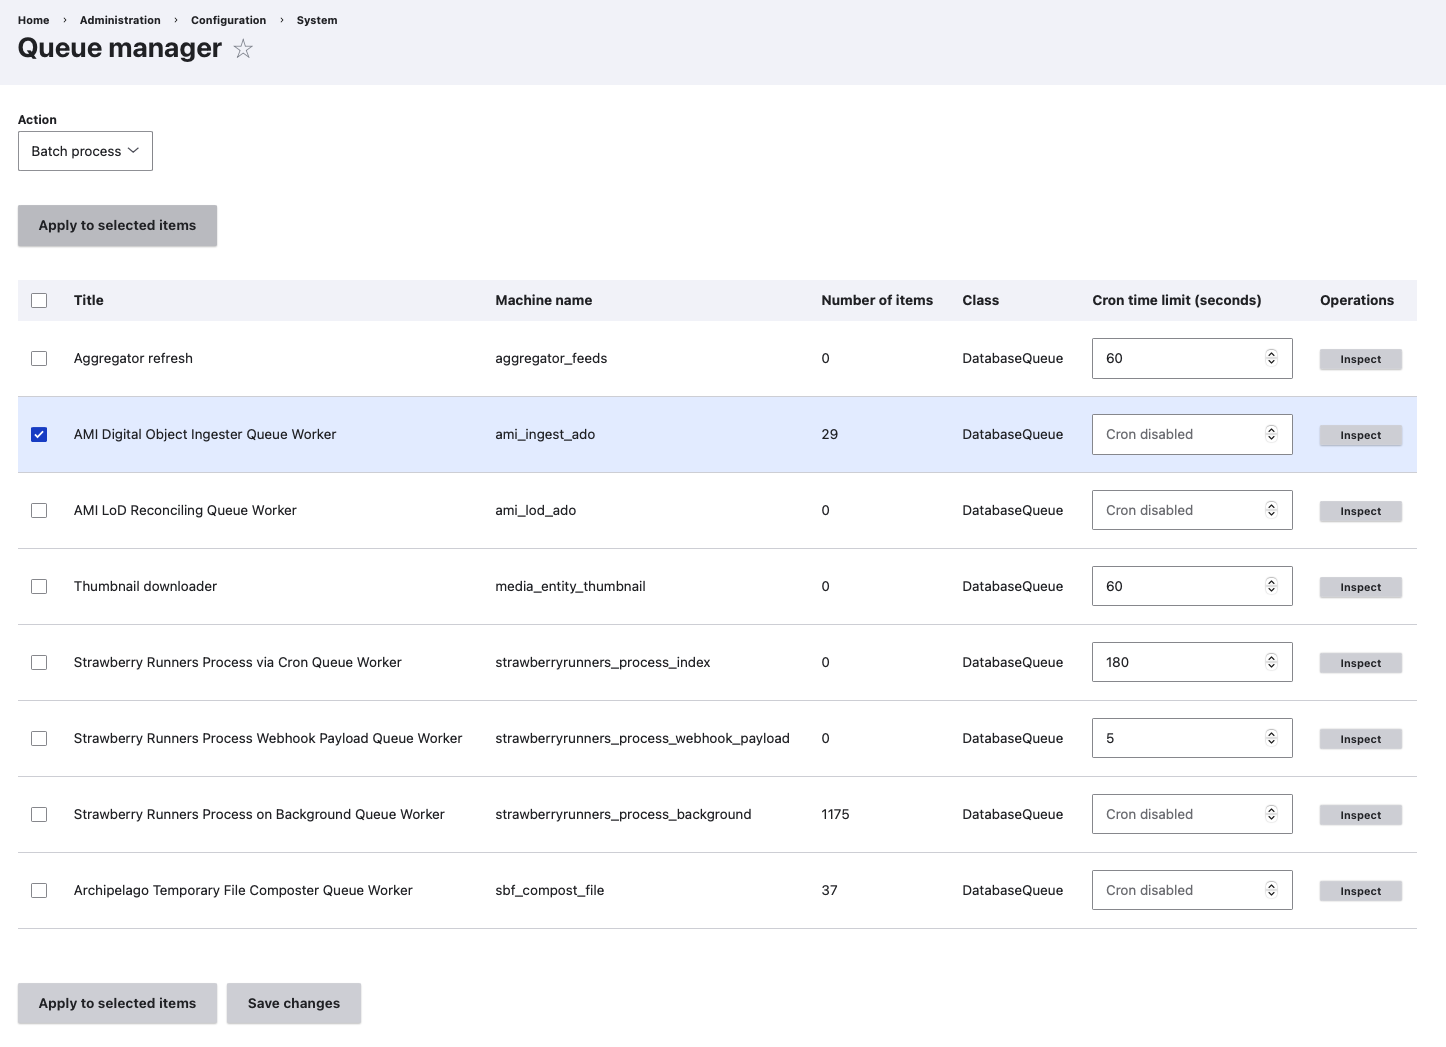 Home › Administration › Configuration › System
Queue manager
Action
Batch process
Apply to selected items
Title Machine name Number of items Class Cron time limit (seconds) Operations
Aggregator refresh aggregator_feeds 0 DatabaseQueue 60 Inspect
AMI Digital Object Ingester Queue Worker ami_ingest_ado 29 DatabaseQueue Cron disabled Inspect
AMI LoD Reconciling Queue Worker ami_lod_ado 0 DatabaseQueue Cron disabled Inspect
Thumbnail downloader media_entity_thumbnail 0 DatabaseQueue 60 Inspect
Strawberry Runners Process via Cron Queue Worker strawberryrunners_process_index 0 DatabaseQueue 180 Inspect
Strawberry Runners Process Webhook Payload Queue Worker strawberryrunners_process_webhook_payload 0 DatabaseQueue 5 Inspect
Strawberry Runners Process on Background Queue Worker strawberryrunners_process_background 1175 DatabaseQueue Cron disabled Inspect
Archipelago Temporary File Composter Queue Worker sbf_compost_file 37 DatabaseQueue Cron disabled Inspect
Apply to selected items Save changes